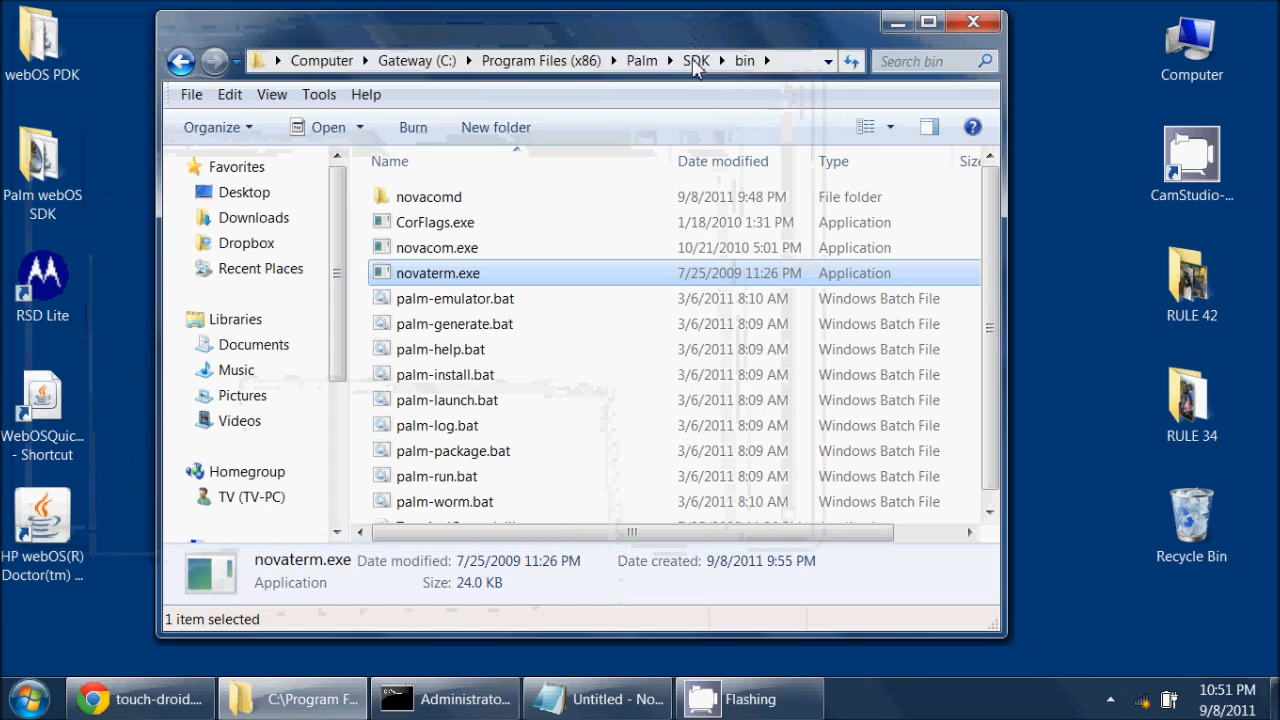 webOS PDK
Palm webOS
SDK
RSD Lite
WebOSQuic...
- Shortcut
HP webOS(R)
Doctor(tm) ...
Computer Gateway (C:) Program Files (x86) Palm SDK bin
Search bin
File Edit View Tools Help
Organize Open Burn New folder
Favorites
Desktop
Downloads
Dropbox
Recent Places
Libraries
Documents
Music
Pictures
Videos
Homegroup
TV (TV-PC)
Name Date modified Type Size
novacomd 9/8/2011 9:48 PM File folder
CorFlags.exe 1/18/2010 1:31 PM Application
novacom.exe 10/21/2010 5:01 PM Application
novaterm.exe 7/25/2009 11:26 PM Application
palm-emulator.bat 3/6/2011 8:10 AM Windows Batch File
palm-generate.bat 3/6/2011 8:09 AM Windows Batch File
palm-help.bat 3/6/2011 8:09 AM Windows Batch File
palm-install.bat 3/6/2011 8:09 AM Windows Batch File
palm-launch.bat 3/6/2011 8:09 AM Windows Batch File
palm-log.bat 3/6/2011 8:09 AM Windows Batch File
palm-package.bat 3/6/2011 8:09 AM Windows Batch File
palm-run.bat 3/6/2011 8:09 AM Windows Batch File
palm-worm.bat 3/6/2011 8:10 AM Windows Batch File
novaterm.exe Date modified: 7/25/2009 11:26 PM Date created: 9/8/2011 9:55 PM
Application Size: 24.0 KB
1 item selected
Computer
CamStudio-...
RULE 42
RULE 34
Recycle Bin
touch-droid.... C:\Program F... Administrato... Untitled - No... Flashing
10:51 PM
9/8/2011